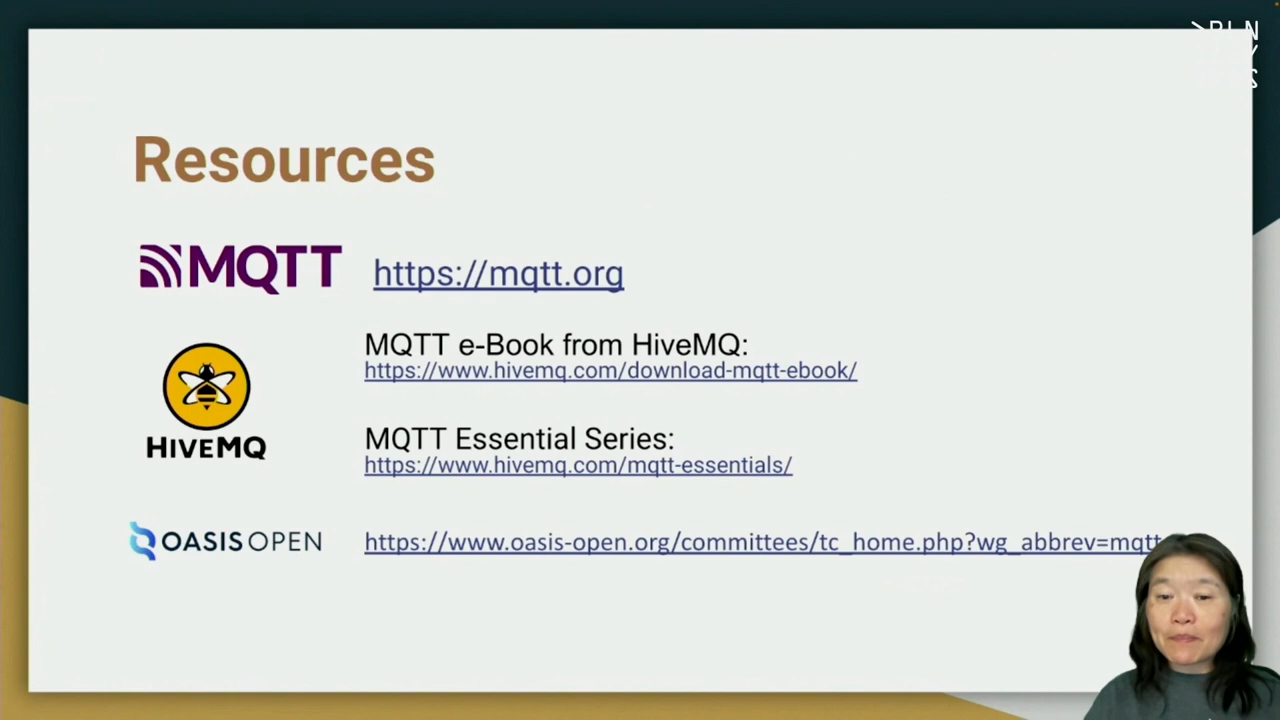 Resources
MQTT
https://mqtt.org
MQTT e-Book from HiveMQ:
https://www.hivemq.com/download-mqtt-ebook/
HIVEMQ
MQTT Essential Series:
https://www.hivemq.com/mqtt-essentials/
OASIS OPEN
https://www.oasis-open.org/committees/tc_home.php?wg_abbrev=mqtt